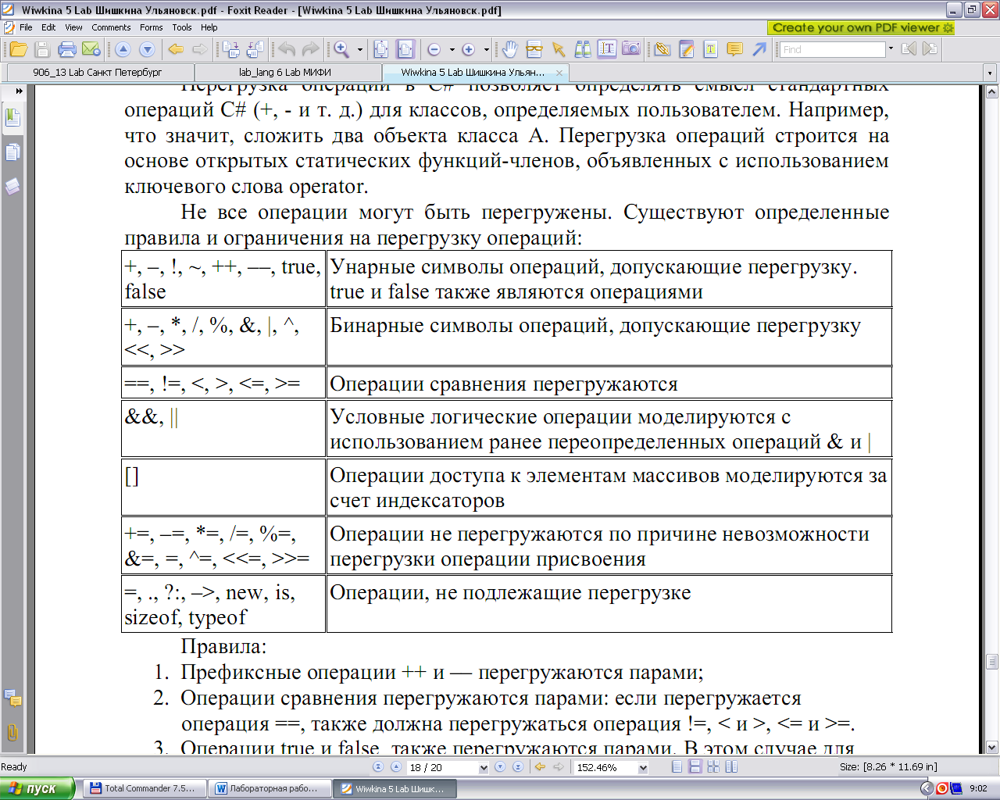 Wiwkina 5 Lab Шишкина Ульяновск.pdf - Foxit Reader - [Wiwkina 5 Lab Шишкина Ульяновск.pdf]
File Edit View Comments Forms Tools Help
Create your own PDF viewer
Find
906_13 Lab Санкт Петербург
lab_lang 6 Lab МИФИ
Wiwkina 5 Lab Шишкина Ульян...
Перегрузка операций в C# позволяет определять смысл стандартных
операций C# (+, - и т. д.) для классов, определяемых пользователем. Например,
что значит, сложить два объекта класса А. Перегрузка операций строится на
основе открытых статических функций-членов, объявленных с использованием
ключевого слова operator.
Не все операции могут быть перегружены. Существуют определенные
правила и ограничения на перегрузку операций:
+, –, !, ~, ++, ––, true,
false
Унарные символы операций, допускающие перегрузку.
true и false также являются операциями
+, –, *, /, %, &, |, ^,
<<, >>
Бинарные символы операций, допускающие перегрузку
==, !=, <, >, <=, >=
Операции сравнения перегружаются
&&, ||
Условные логические операции моделируются с
использованием ранее переопределенных операций & и |
[]
Операции доступа к элементам массивов моделируются за
счет индексаторов
+=, –=, *=, /=, %=,
&=, =, ^=, <<=, >>=
Операции не перегружаются по причине невозможности
перегрузки операции присвоения
=, ., ?:, –>, new, is,
sizeof, typeof
Операции, не подлежащие перегрузке
Правила:
1. Префиксные операции ++ и –– перегружаются парами;
2. Операции сравнения перегружаются парами: если перегружается
операция ==, также должна перегружаться операция !=, < и >, <= и >=.
3. Операции true и false также перегружаются парами. В этом случае для
Ready
18 / 20
152.46%
Size: [8.26 * 11.69 in]
пуск
Total Commander 7.5...
Лабораторная рабо...
Wiwkina 5 Lab Шишк...
9:02